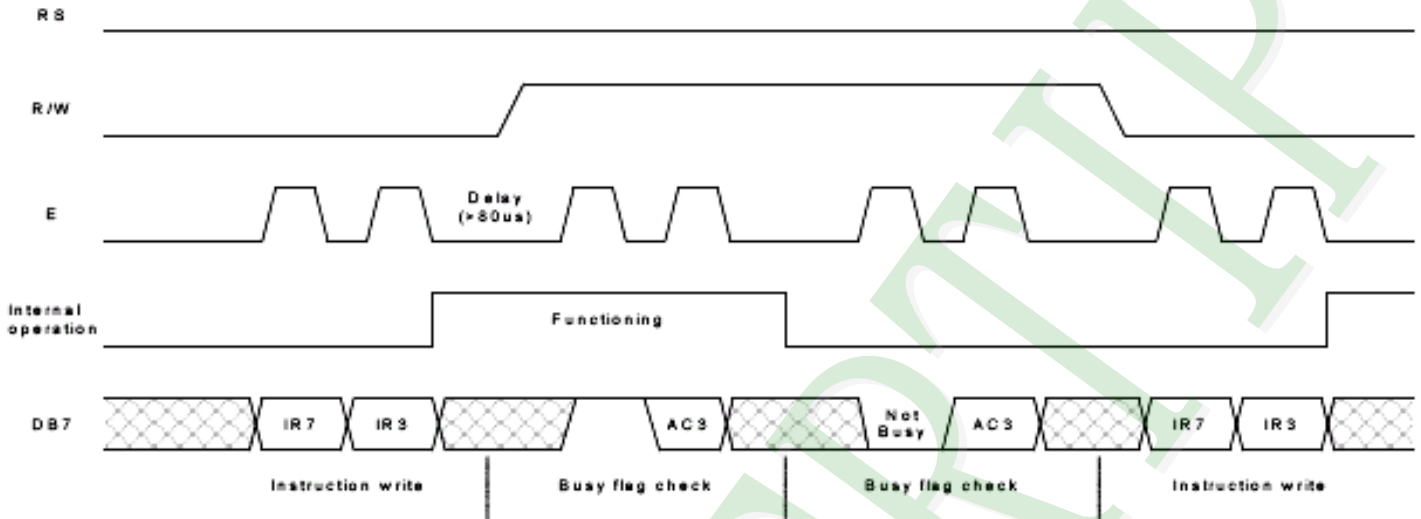 RS
R/W
E
Delay
(>80us)
Internal
operation
Functioning
DB7
IR7
IR3
AC3
Not
Busy
AC3
IR7
IR3
Instruction write
Busy flag check
Busy flag check
Instruction write